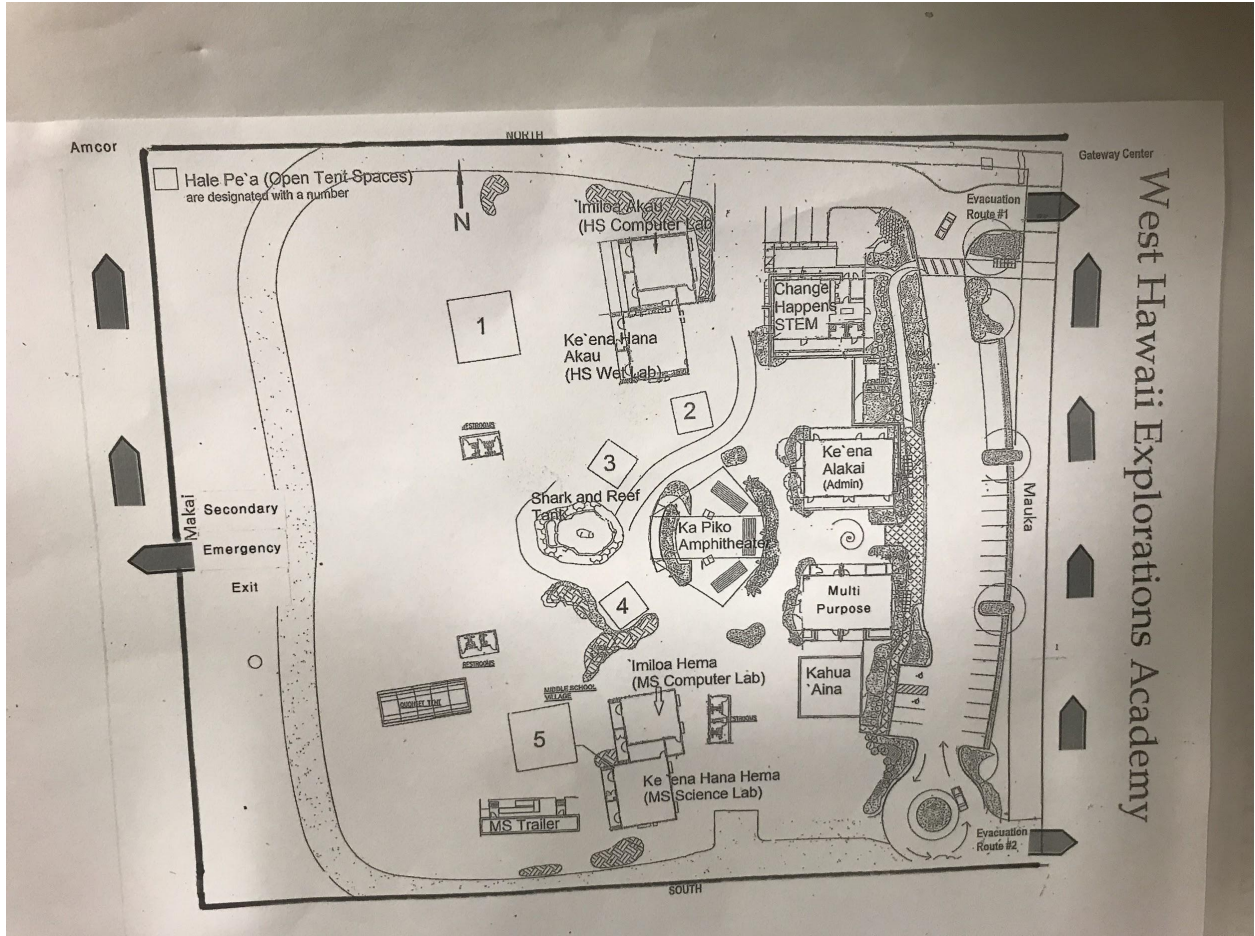 NORTH
Amcor
Gateway Center
West Hawaii Explorations Academy
Hale Pe`a (Open Tent Spaces)
are designated with a number
N
`Imiloa Akau
(HS Computer Lab
Evacuation
Route #1
Change
Happens
STEM
1
Ke`ena Hana
Akau
(HS Wet Lab)
2
RESTROOMS
3
Ke`ena
Alakai
(Admin)
Shark and Reef
Tank
Makai
Secondary
Emergency
Exit
Mauka
Ka Piko
Amphitheater
4
Multi
Purpose
RESTROOMS
`Imiloa Hema
(MS Computer Lab)
Kahua
`Aina
MIDDLE SCHOOL
VILLAGE
5
Ke`ena Hana Hema
(MS Science Lab)
MS Trailer
Evacuation
Route #2
SOUTH